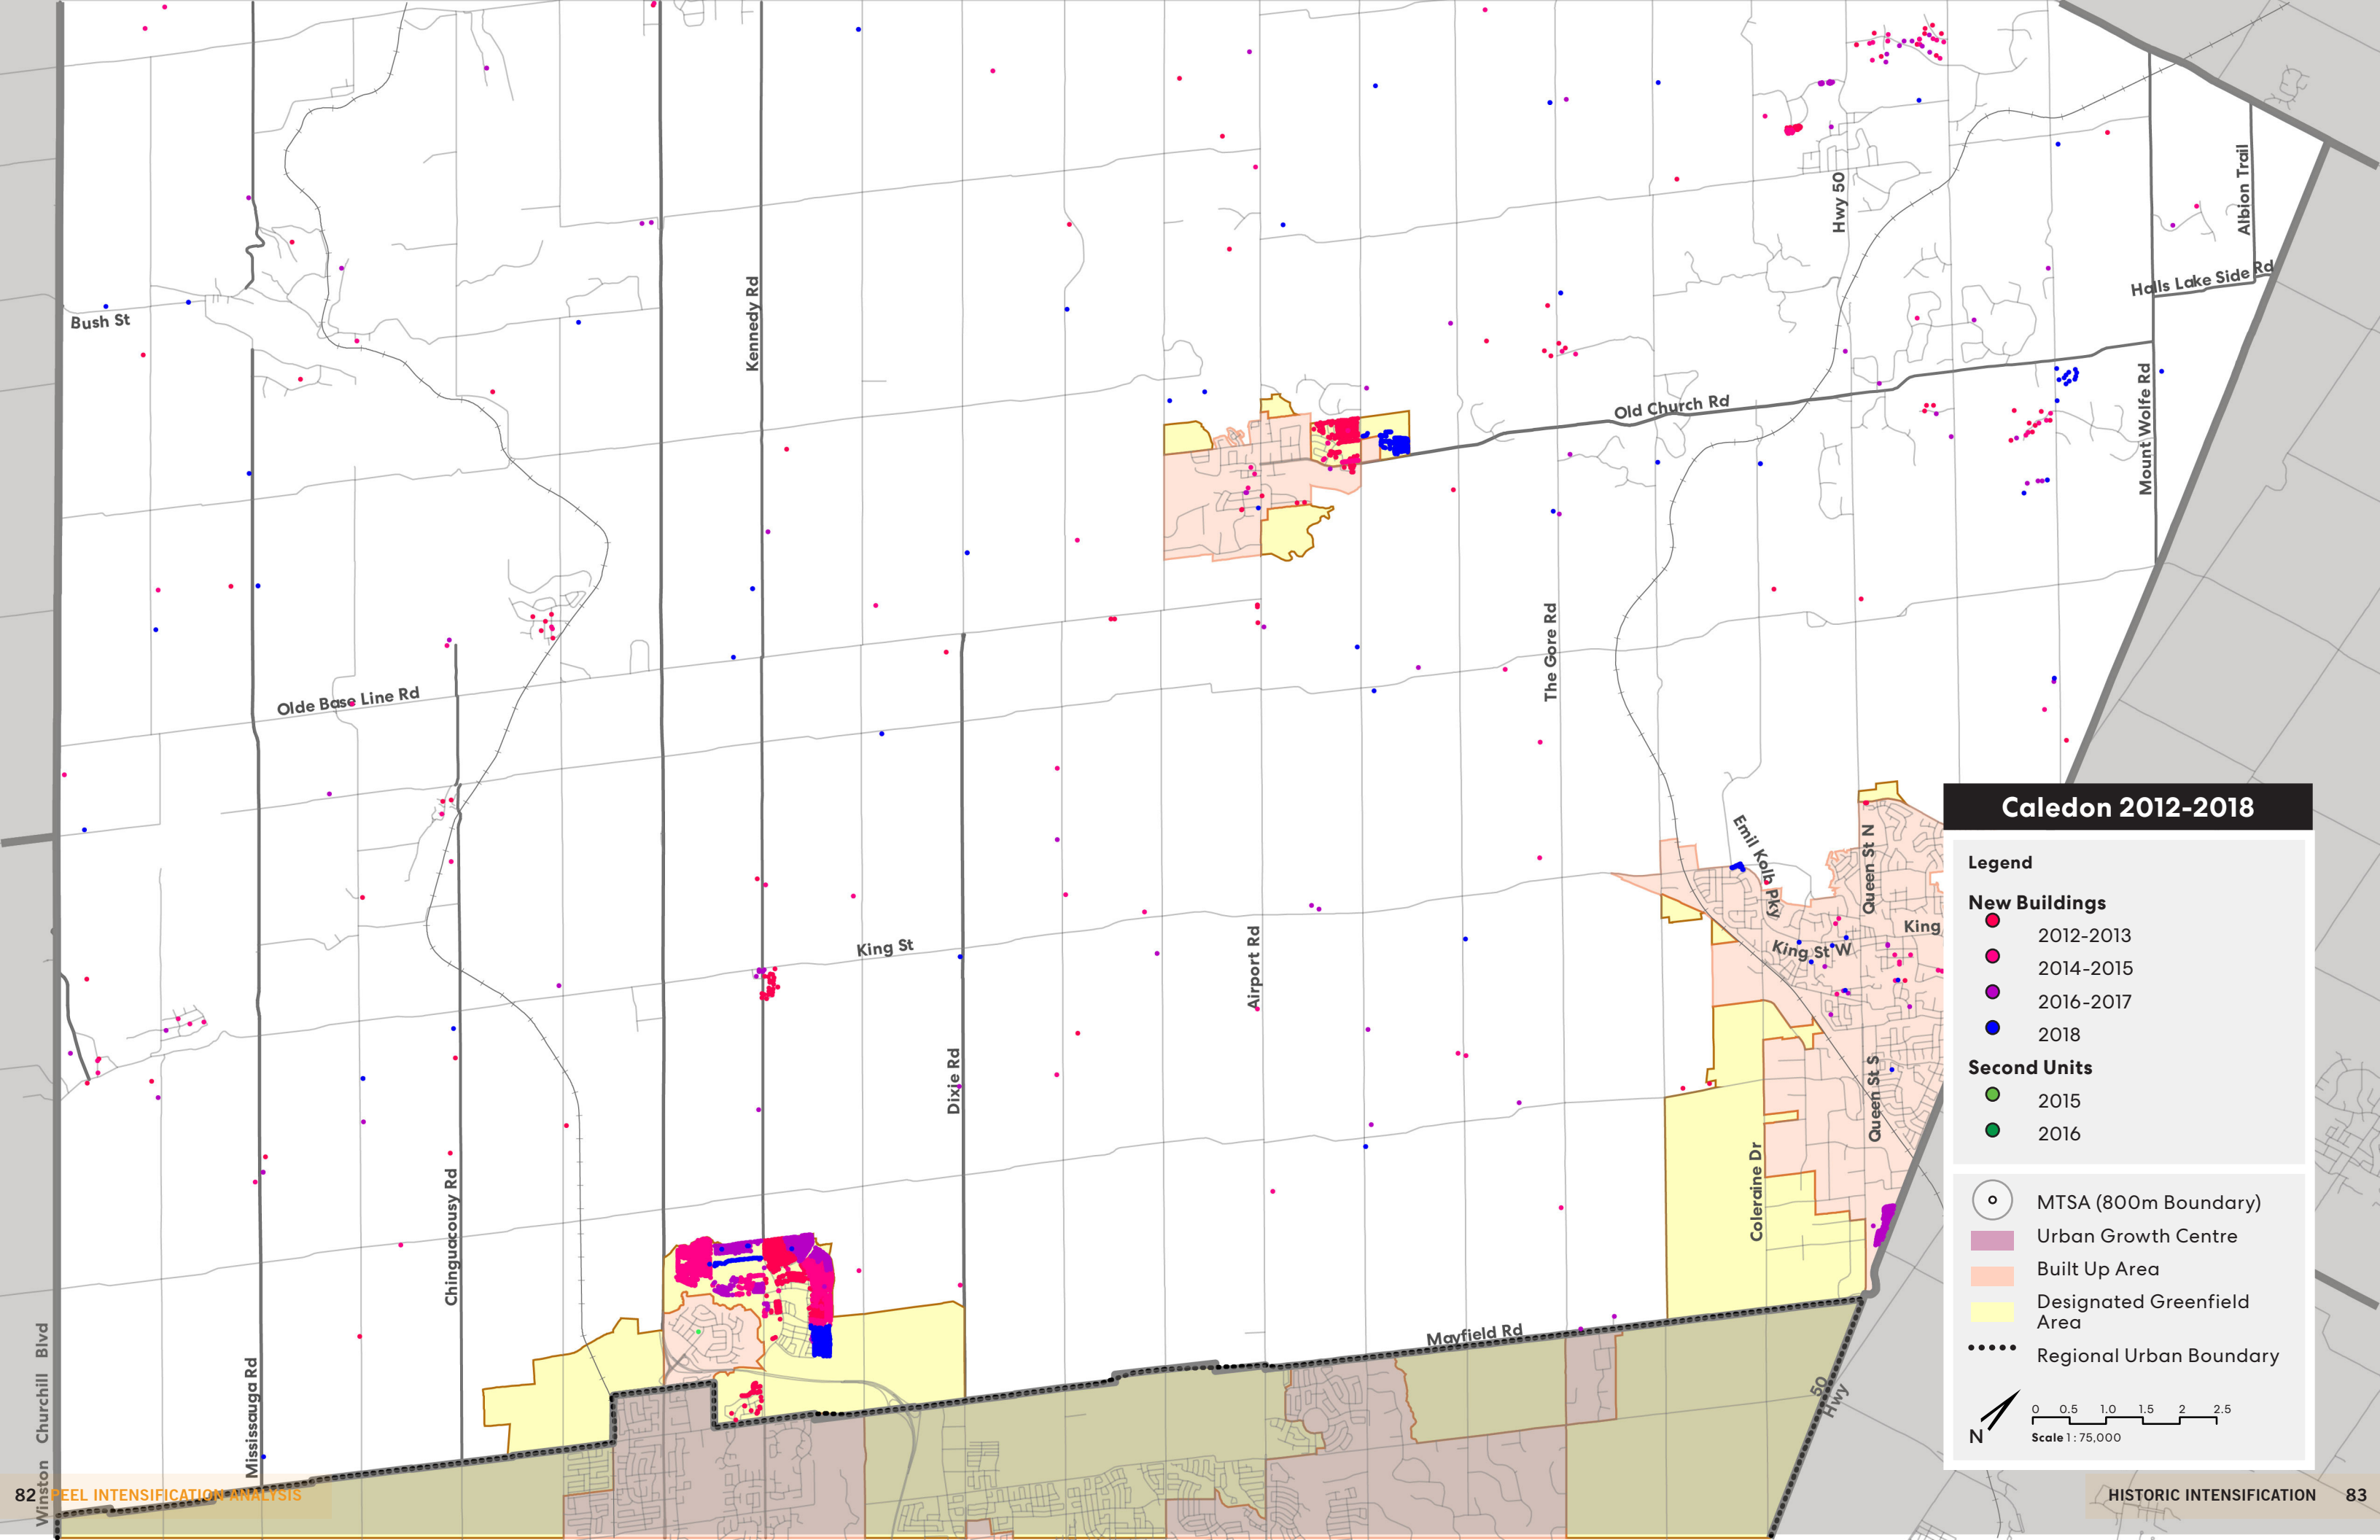 Kennedy Rd
Hwy 50
Albion Trail
Halls Lake Side Rd
Bush St
Old Church Rd
Mount Wolfe Rd
The Gore Rd
Olde Base Line Rd
Emil Kolb Pky
Queen St N
King
King St W
King St
Airport Rd
Dixie Rd
Queen St S
Coleraine Dr
Chinguacousy Rd
Mayfield Rd
Mississauga Rd
Winston Churchill Blvd
50
Hwy
Caledon 2012-2018
Legend
New Buildings
2012-2013
2014-2015
2016-2017
2018
Second Units
2015
2016
MTSA (800m Boundary)
Urban Growth Centre
Built Up Area
Designated Greenfield
Area
Regional Urban Boundary
N
0 0.5 1.0 1.5 2 2.5
Scale 1 : 75,000
82 PEEL INTENSIFICATION ANALYSIS
HISTORIC INTENSIFICATION 83